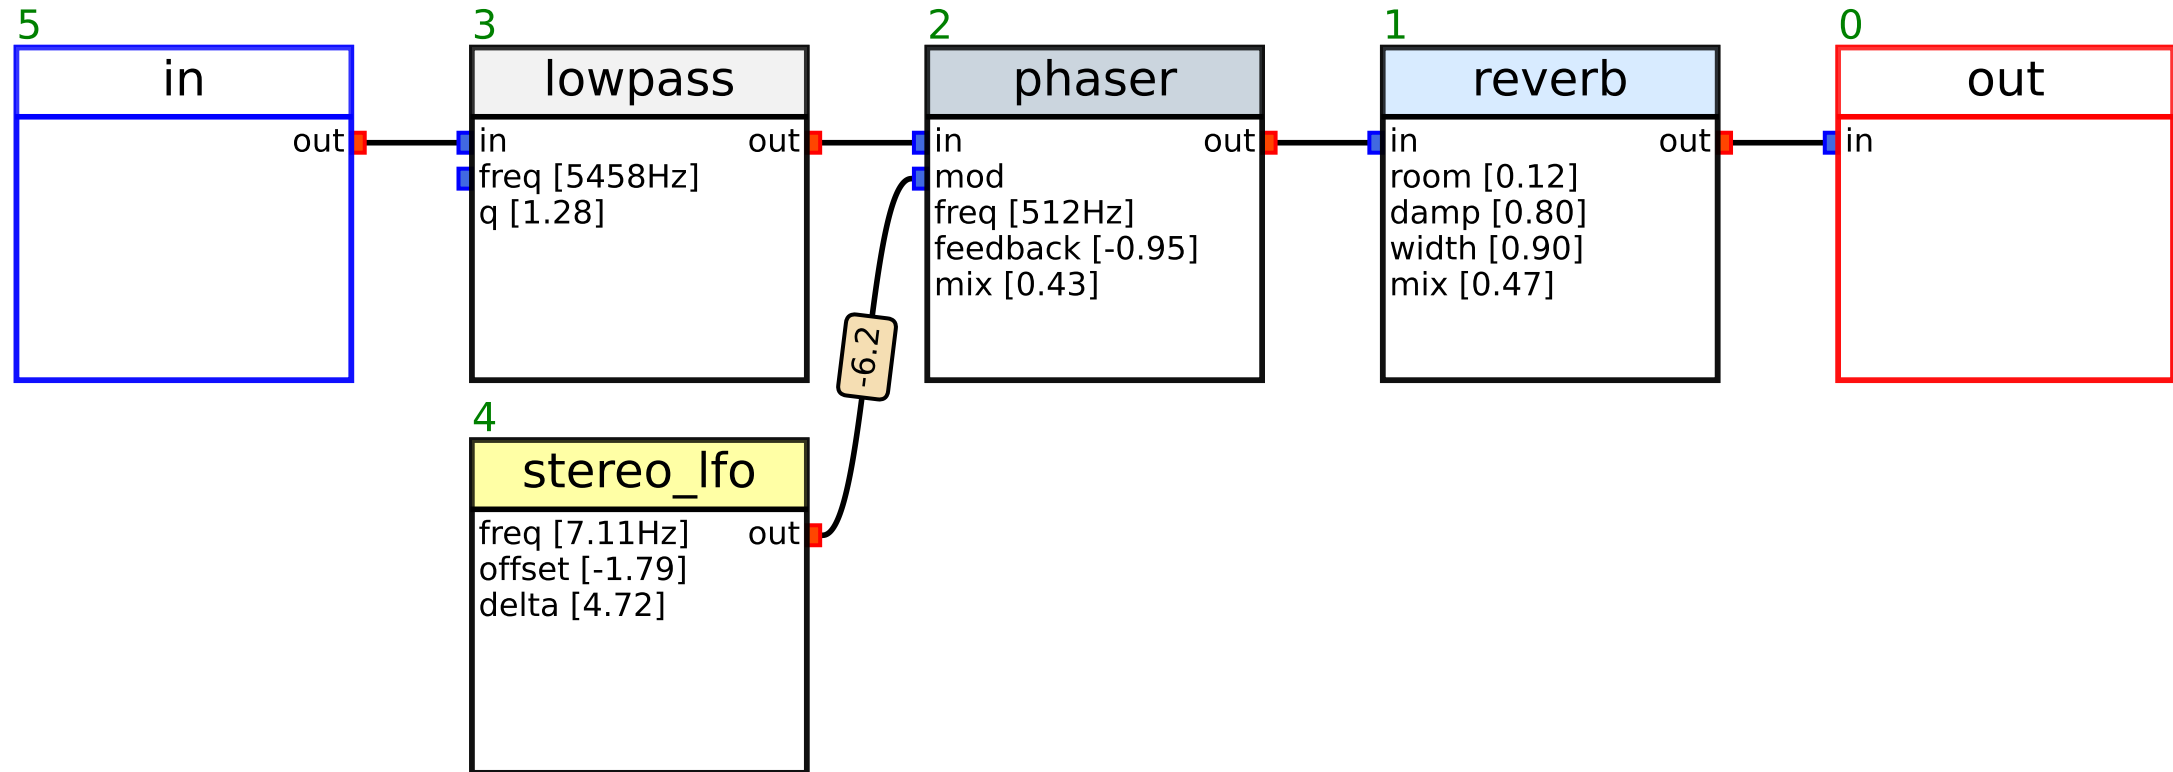 5
in
out
3
lowpass
in out
freq [5458Hz]
q [1.28]
2
phaser
in out
mod
freq [512Hz]
feedback [-0.95]
mix [0.43]
1
reverb
in out
room [0.12]
damp [0.80]
width [0.90]
mix [0.47]
0
out
in
-6.2
4
stereo_lfo
freq [7.11Hz] out
offset [-1.79]
delta [4.72]